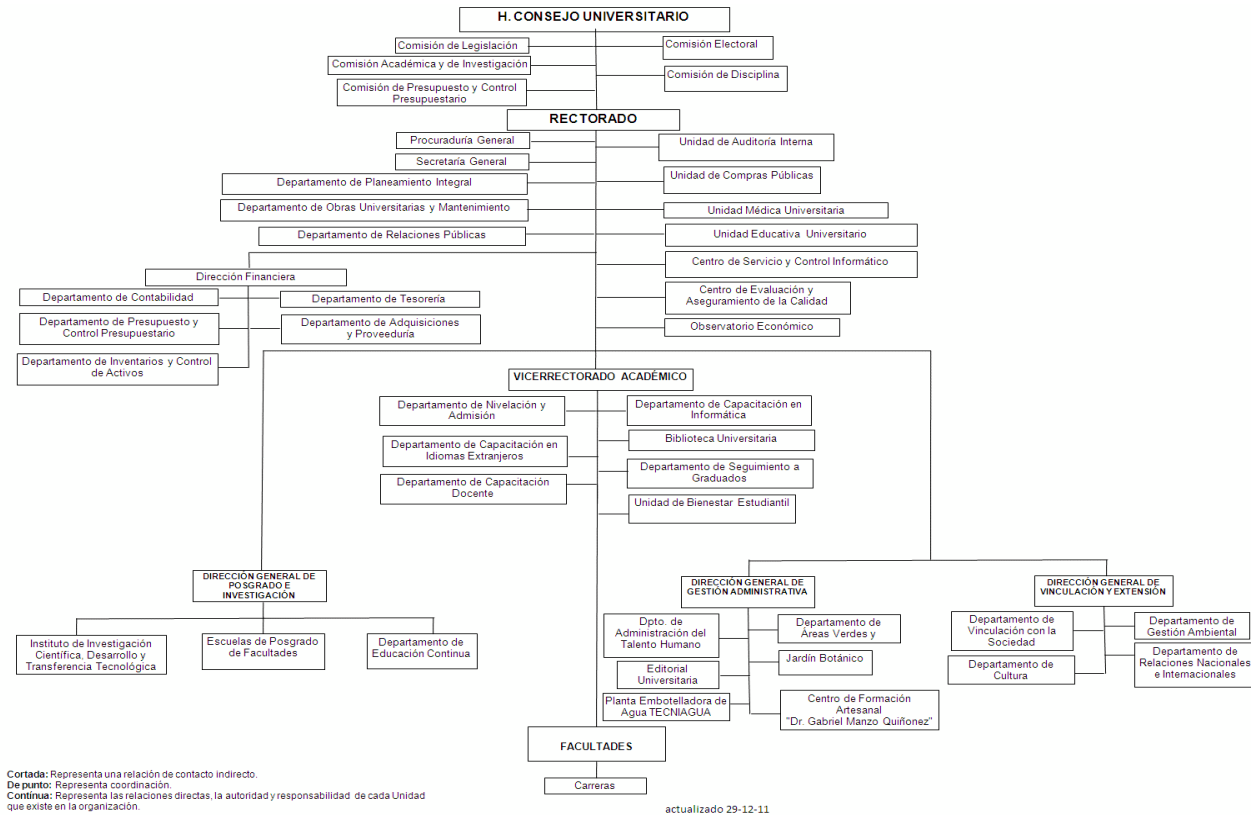 H. CONSEJO UNIVERSITARIO
Comisión de Legislación
Comisión Electoral
Comisión Académica y de Investigación
Comisión de Disciplina
Comisión de Presupuesto y Control
Presupuestario
RECTORADO
Procuraduría General
Unidad de Auditoría Interna
Secretaría General
Unidad de Compras Públicas
Departamento de Planeamiento Integral
Departamento de Obras Universitarias y Mantenimiento
Unidad Médica Universitaria
Departamento de Relaciones Públicas
Unidad Educativa Universitario
Centro de Servicio y Control Informático
Dirección Financiera
Departamento de Contabilidad
Departamento de Tesorería
Centro de Evaluación y
Aseguramiento de la Calidad
Departamento de Presupuesto y
Control Presupuestario
Departamento de Adquisiciones
y Proveeduría
Observatorio Económico
Departamento de Inventarios y Control
de Activos
VICERRECTORADO ACADÉMICO
Departamento de Nivelación y
Admisión
Departamento de Capacitación en
Informática
Departamento de Capacitación en
Idiomas Extranjeros
Biblioteca Universitaria
Departamento de Seguimiento a
Graduados
Departamento de Capacitación
Docente
Unidad de Bienestar Estudiantil
DIRECCIÓN GENERAL DE
POSGRADO E
INVESTIGACIÓN
DIRECCIÓN GENERAL DE
GESTIÓN ADMINISTRATIVA
DIRECCIÓN GENERAL DE
VINCULACIÓN Y EXTENSIÓN
Instituto de Investigación
Científica, Desarrollo y
Transferencia Tecnológica
Escuelas de Posgrado
de Facultades
Departamento de
Educación Continua
Dpto. de
Administración del
Talento Humano
Departamento de
Áreas Verdes y
Editorial
Universitaria
Jardín Botánico
Planta Embotelladora de
Agua TECNIAGUA
Centro de Formación
Artesanal
"Dr. Gabriel Manzo Quiñonez"
Departamento de
Vinculación con la
Sociedad
Departamento de
Gestión Ambiental
Departamento de
Cultura
Departamento de
Relaciones Nacionales
e Internacionales
FACULTADES
Carreras
Cortada: Representa una relación de contacto indirecto.
De punto: Representa coordinación.
Contínua: Representa las relaciones directas, la autoridad y responsabilidad de cada Unidad
que existe en la organización.
actualizado 29-12-11